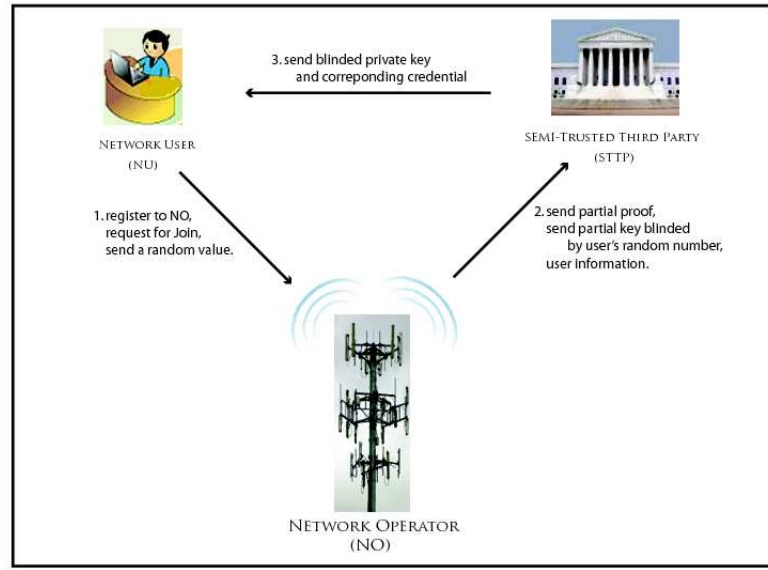 3. send blinded private key
and correponding credential
NETWORK USER
(NU)
SEMI-TRUSTED THIRD PARTY
(STTP)
1. register to NO,
request for Join,
send a random value.
2. send partial proof,
send partial key blinded
by user's random number,
user information.
NETWORK OPERATOR
(NO)